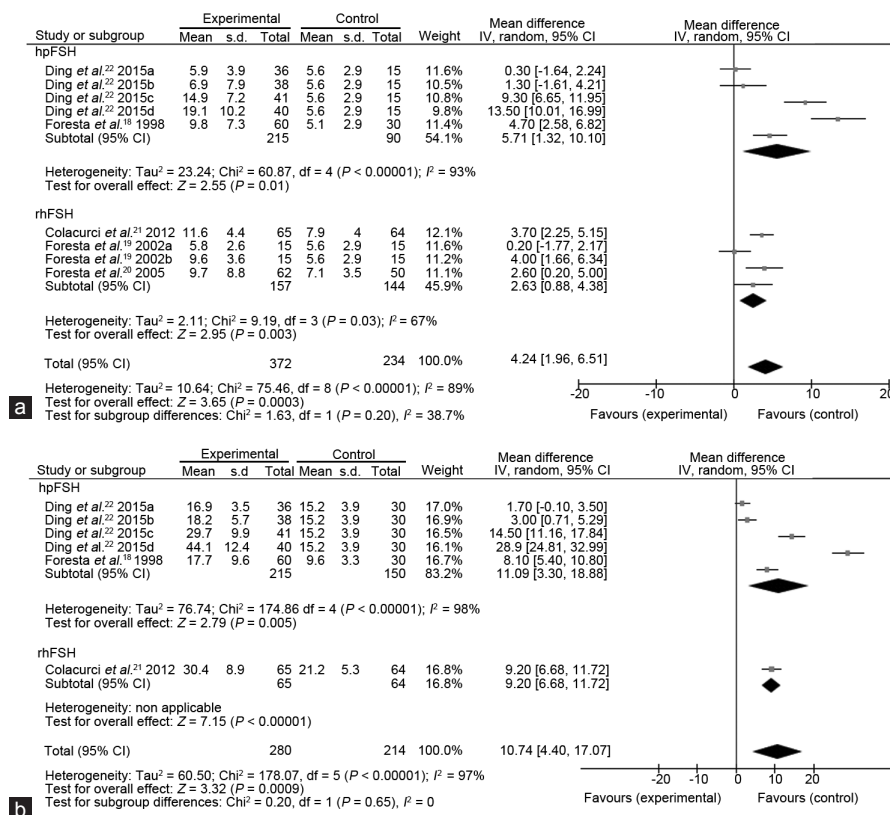 Experimental Control Mean difference Mean difference
Study or subgroup Mean s.d. Total Mean s.d. Total Weight IV, random, 95% CI IV, random, 95% CI
hpFSH
Ding et al.²² 2015a 5.9 3.9 36 5.6 2.9 15 11.6% 0.30 [-1.64, 2.24]
Ding et al.²² 2015b 6.9 7.9 38 5.6 2.9 15 10.5% 1.30 [-1.61, 4.21]
Ding et al.²² 2015c 14.9 7.2 41 5.6 2.9 15 10.8% 9.30 [6.65, 11.95]
Ding et al.²² 2015d 19.1 10.2 40 5.6 2.9 15 9.8% 13.50 [10.01, 16.99]
Foresta et al.¹⁸ 1998 9.8 7.3 60 5.1 2.9 30 11.4% 4.70 [2.58, 6.82]
Subtotal (95% CI) 215 90 54.1% 5.71 [1.32, 10.10]
Heterogeneity: Tau² = 23.24; Chi² = 60.87, df = 4 (P < 0.00001); I² = 93%
Test for overall effect: Z = 2.55 (P = 0.01)
rhFSH
Colacurci et al.²¹ 2012 11.6 4.4 65 7.9 4 64 12.1% 3.70 [2.25, 5.15]
Foresta et al.¹⁹ 2002a 5.8 2.6 15 5.6 2.9 15 11.6% 0.20 [-1.77, 2.17]
Foresta et al.¹⁹ 2002b 9.6 3.6 15 5.6 2.9 15 11.2% 4.00 [1.66, 6.34]
Foresta et al.²⁰ 2005 9.7 8.8 62 7.1 3.5 50 11.1% 2.60 [0.20, 5.00]
Subtotal (95% CI) 157 144 45.9% 2.63 [0.88, 4.38]
Heterogeneity: Tau² = 2.11; Chi² = 9.19, df = 3 (P = 0.03); I² = 67%
Test for overall effect: Z = 2.95 (P = 0.003)
Total (95% CI) 372 234 100.0% 4.24 [1.96, 6.51]
Heterogeneity: Tau² = 10.64; Chi² = 75.46, df = 8 (P < 0.00001); I² = 89%
Test for overall effect: Z = 3.65 (P = 0.0003)
Test for subgroup differences: Chi² = 1.63, df = 1 (P = 0.20), I² = 38.7%
-20 -10 0 10 20
Favours (experimental) Favours (control)
a
Experimental Control Mean difference Mean difference
Study or subgroup Mean s.d Total Mean s.d. Total Weight IV, random, 95% CI IV, random, 95% CI
hpFSH
Ding et al.²² 2015a 16.9 3.5 36 15.2 3.9 30 17.0% 1.70 [-0.10, 3.50]
Ding et al.²² 2015b 18.2 5.7 38 15.2 3.9 30 16.9% 3.00 [0.71, 5.29]
Ding et al.²² 2015c 29.7 9.9 41 15.2 3.9 30 16.5% 14.50 [11.16, 17.84]
Ding et al.²² 2015d 44.1 12.4 40 15.2 3.9 30 16.1% 28.9 [24.81, 32.99]
Foresta et al.¹⁸ 1998 17.7 9.6 60 9.6 3.3 30 16.7% 8.10 [5.40, 10.80]
Subtotal (95% CI) 215 150 83.2% 11.09 [3.30, 18.88]
Heterogeneity: Tau² = 76.74; Chi² = 174.86 df = 4 (P < 0.00001); I² = 98%
Test for overall effect: Z = 2.79 (P = 0.005)
rhFSH
Colacurci et al.²¹ 2012 30.4 8.9 65 21.2 5.3 64 16.8% 9.20 [6.68, 11.72]
Subtotal (95% CI) 65 64 16.8% 9.20 [6.68, 11.72]
Heterogeneity: non applicable
Test for overall effect: Z = 7.15 (P < 0.00001)
Total (95% CI) 280 214 100.0% 10.74 [4.40, 17.07]
Heterogeneity: Tau² = 60.50; Chi² = 178.07, df = 5 (P < 0.00001); I² = 97%
Test for overall effect: Z = 3.32 (P = 0.0009)
Test for subgroup differences: Chi² = 0.20, df = 1 (P = 0.65), I² = 0
-20 -10 0 10 20
Favours (experimental) Favours (control)
b